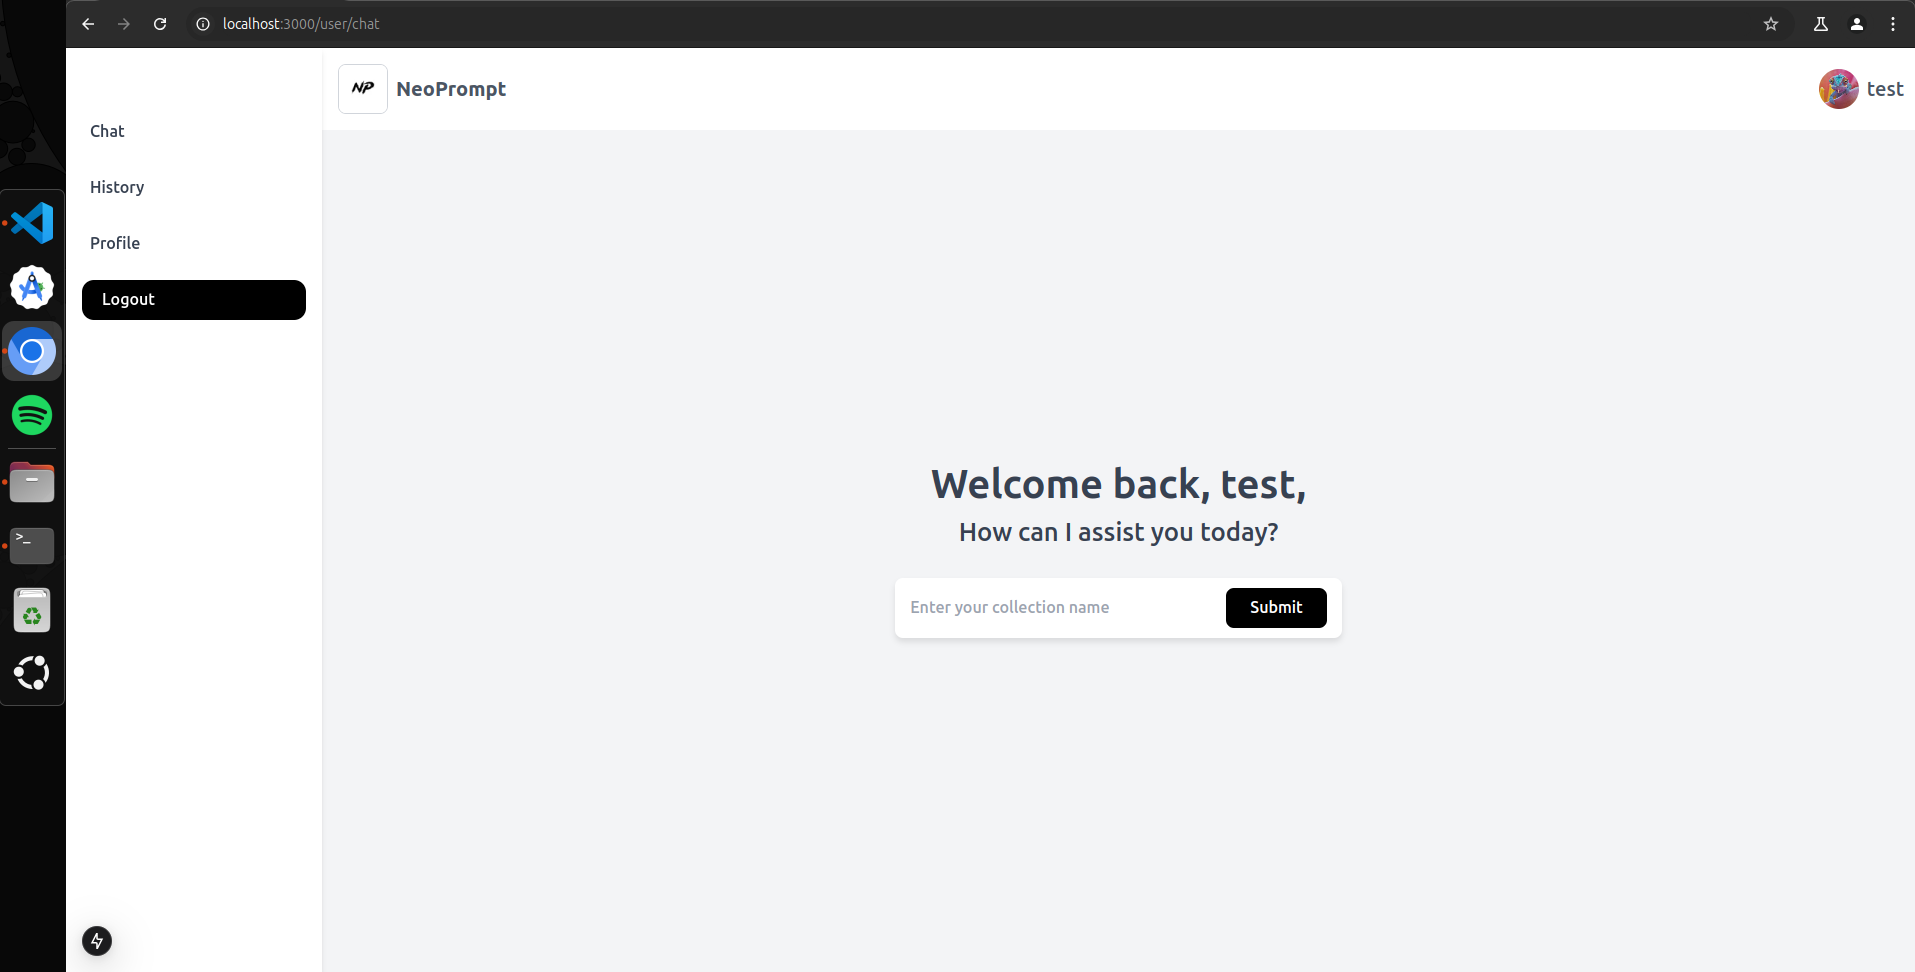 localhost:3000/user/chat
NP NeoPrompt
test
Chat
History
Profile
Logout
Welcome back, test,
How can I assist you today?
Enter your collection name
Submit
>_